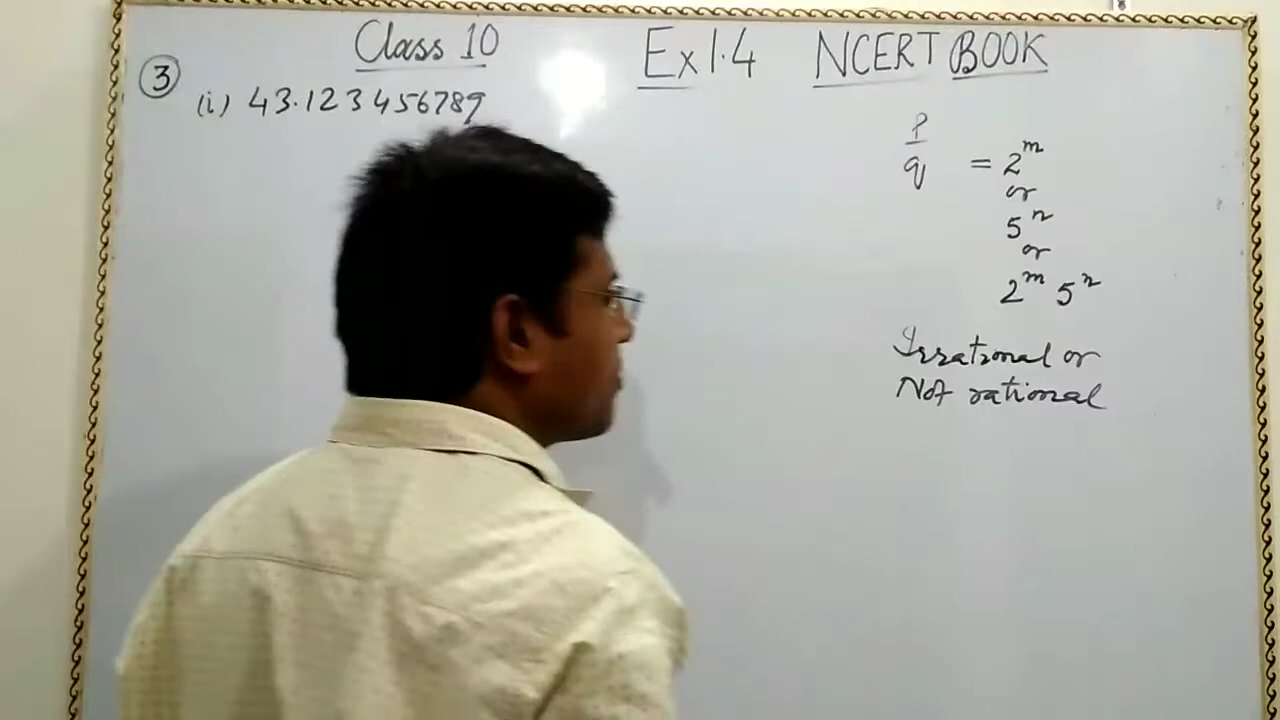 Class 10 Ex 1.4 NCERT BOOK
③
(i) 43.123456789
p
q = 2^m
or
5^n
or
2^m 5^n
Irrational or
Not rational